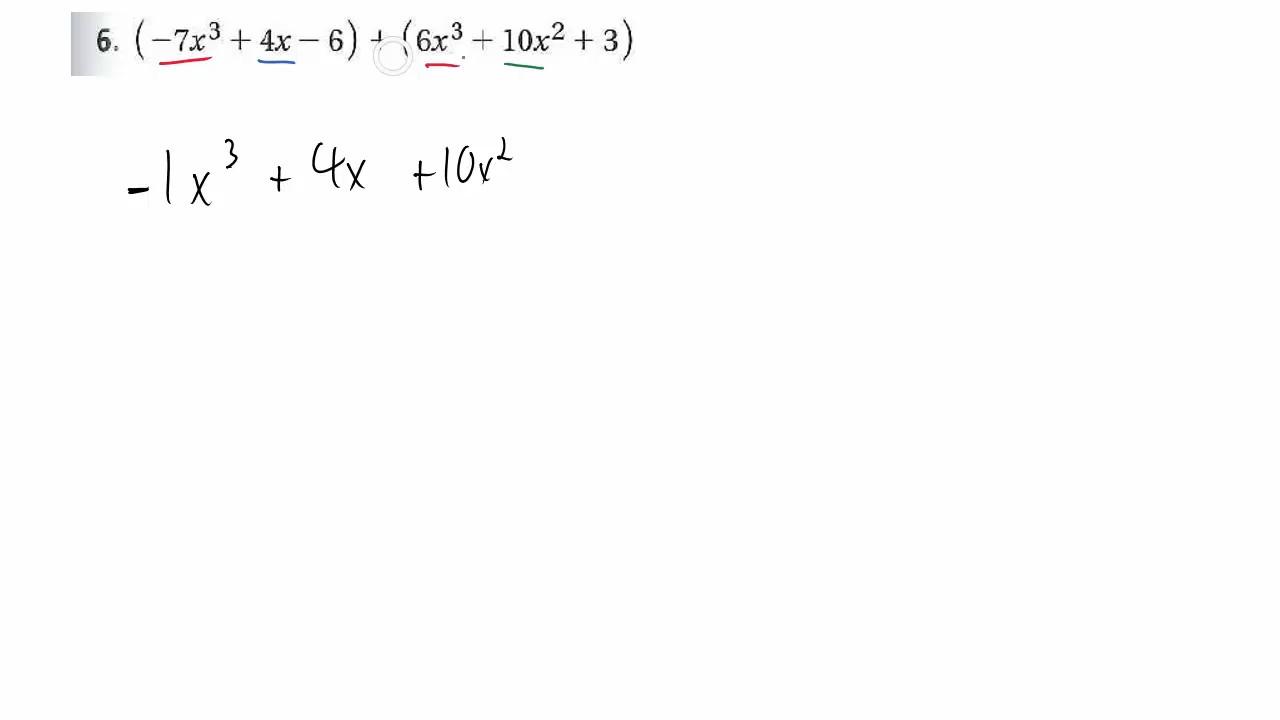 6. (−7x³ + 4x − 6) + (6x³ + 10x² + 3)
-1x³ + 4x +10x²